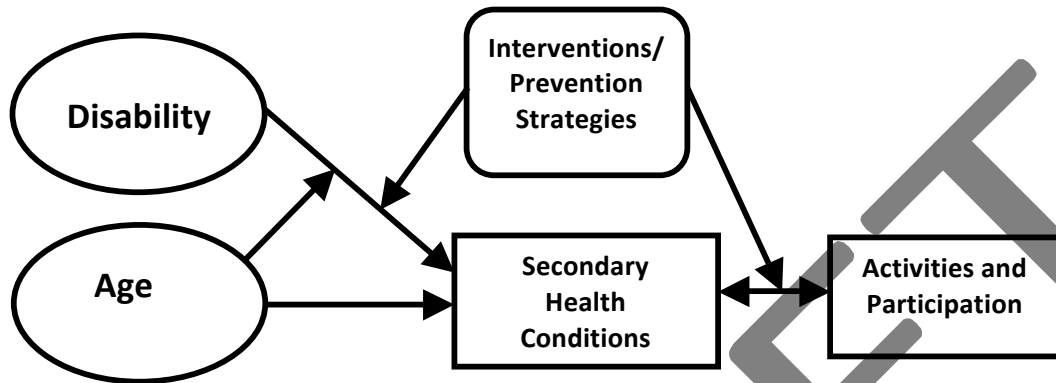 Disability
Interventions/
Prevention
Strategies
Age
Secondary
Health
Conditions
Activities and
Participation